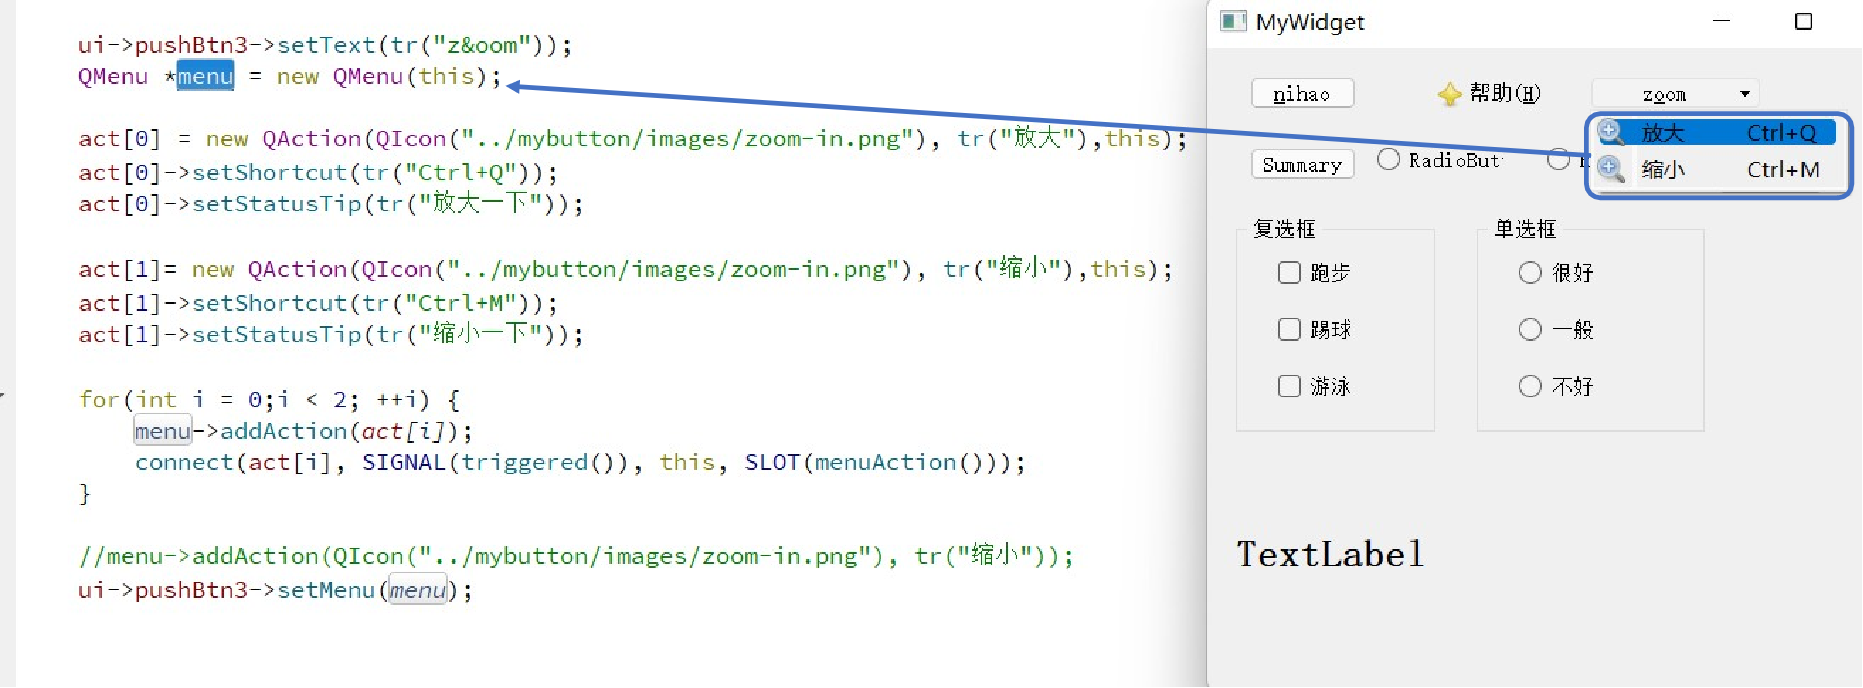 ui->pushBtn3->setText(tr("z&oom"));
QMenu *menu = new QMenu(this);
act[0] = new QAction(QIcon("../mybutton/images/zoom-in.png"), tr("放大"),this);
act[0]->setShortcut(tr("Ctrl+Q"));
act[0]->setStatusTip(tr("放大一下"));
act[1]= new QAction(QIcon("../mybutton/images/zoom-in.png"), tr("缩小"),this);
act[1]->setShortcut(tr("Ctrl+M"));
act[1]->setStatusTip(tr("缩小一下"));
for(int i = 0;i < 2; ++i) {
menu->addAction(act[i]);
connect(act[i], SIGNAL(triggered()), this, SLOT(menuAction()));
}
//menu->addAction(QIcon("../mybutton/images/zoom-in.png"), tr("缩小"));
ui->pushBtn3->setMenu(menu);
MyWidget
nihao 帮助(H) zoom
放大 Ctrl+Q
Summary RadioBut
缩小 Ctrl+M
复选框 单选框
跑步 很好
踢球 一般
游泳 不好
TextLabel